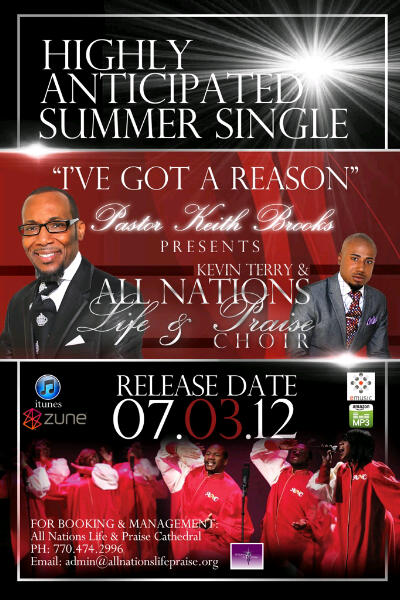 HIGHLY
ANTICIPATED
SUMMER SINGLE
"I'VE GOT A REASON"
Pastor Keith Brooks
PRESENTS
KEVIN TERRY &
ALL NATIONS
Life & Praise
CHOIR
RELEASE DATE
07.03.12
itunes
zune
emusic
amazon
MP3
FOR BOOKING & MANAGEMENT:
All Nations Life & Praise Cathedral
PH: 770.474.2996
Email: admin@allnationslifepraise.org